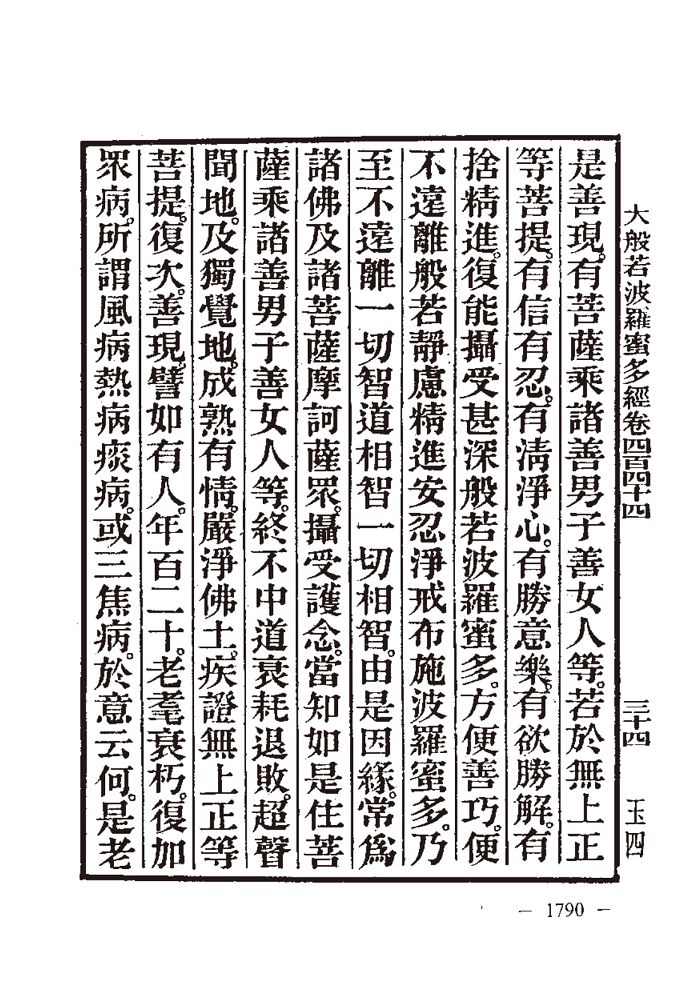 大般若波羅蜜多經卷四百四十四 三十四 玉四
是善現。有菩薩乘諸善男子善女人等。若於無上正
等菩提。有信有忍。有清淨心。有勝意樂。有欲勝解。有
捨精進。復能攝受甚深般若波羅蜜多。方便善巧。便
不遠離般若靜慮精進安忍淨戒布施波羅蜜多。乃
至不遠離一切智道相智一切相智。由是因緣。常爲
諸佛及諸菩薩摩訶薩眾。攝受護念。當知如是住菩
薩乘諸善男子善女人等。終不中道衰耗退敗。超聲
聞地。及獨覺地。成熟有情。嚴淨佛土。疾證無上正等
菩提。復次。善現。譬如有人。年百二十。老耄衰朽。復加
眾病。所謂風病熱病痰病。或三焦病。於意云何。是老
— 1790 —